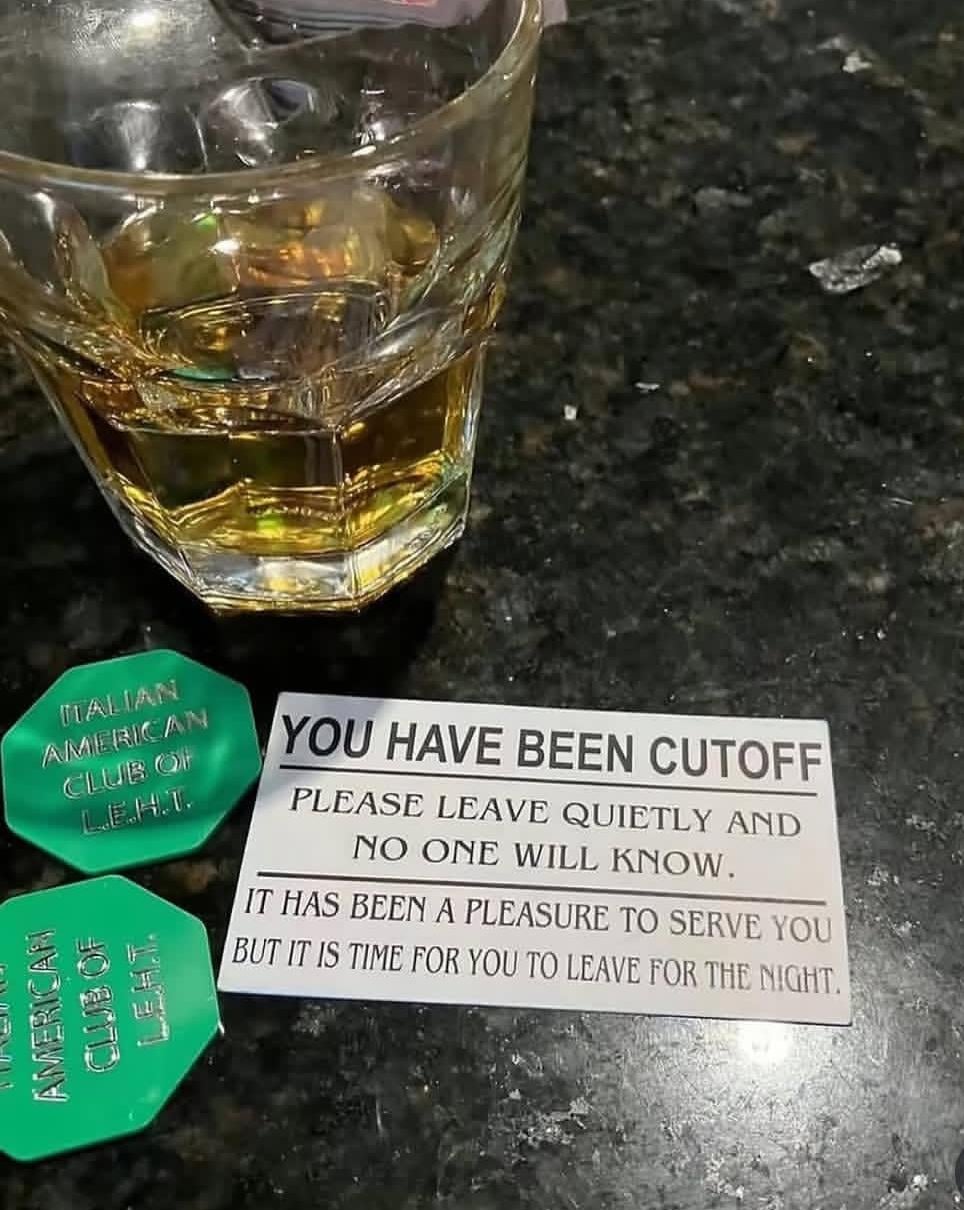 ITALIAN
AMERICAN
CLUB OF
L.E.H.T.
YOU HAVE BEEN CUTOFF
PLEASE LEAVE QUIETLY AND
NO ONE WILL KNOW.
IT HAS BEEN A PLEASURE TO SERVE YOU
BUT IT IS TIME FOR YOU TO LEAVE FOR THE NIGHT.
AMERICAN
CLUB OF
L.E.H.T.